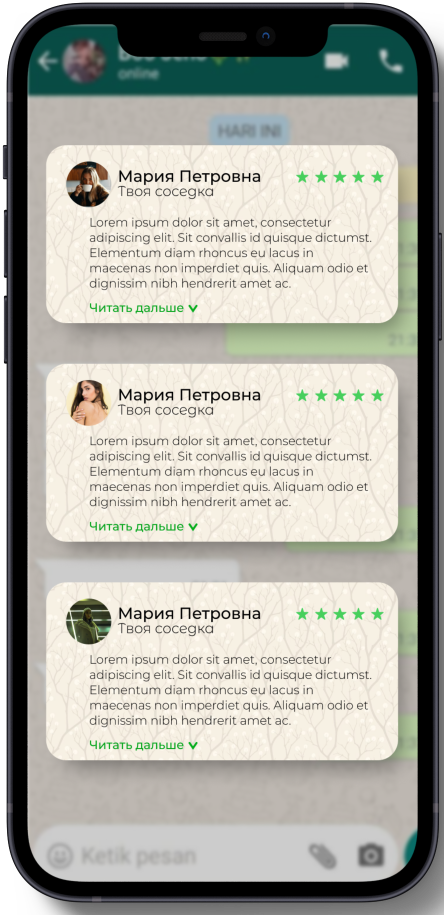 online
HARI INI
Мария Петровна
Твоя соседка
Lorem ipsum dolor sit amet, consectetur
adipiscing elit. Sit convallis id quisque dictumst.
Elementum diam rhoncus eu lacus in
maecenas non imperdiet quis. Aliquam odio et
dignissim nibh hendrerit amet ac.
Читать дальше
Мария Петровна
Твоя соседка
Lorem ipsum dolor sit amet, consectetur
adipiscing elit. Sit convallis id quisque dictumst.
Elementum diam rhoncus eu lacus in
maecenas non imperdiet quis. Aliquam odio et
dignissim nibh hendrerit amet ac.
Читать дальше
Мария Петровна
Твоя соседка
Lorem ipsum dolor sit amet, consectetur
adipiscing elit. Sit convallis id quisque dictumst.
Elementum diam rhoncus eu lacus in
maecenas non imperdiet quis. Aliquam odio et
dignissim nibh hendrerit amet ac.
Читать дальше
Ketik pesan